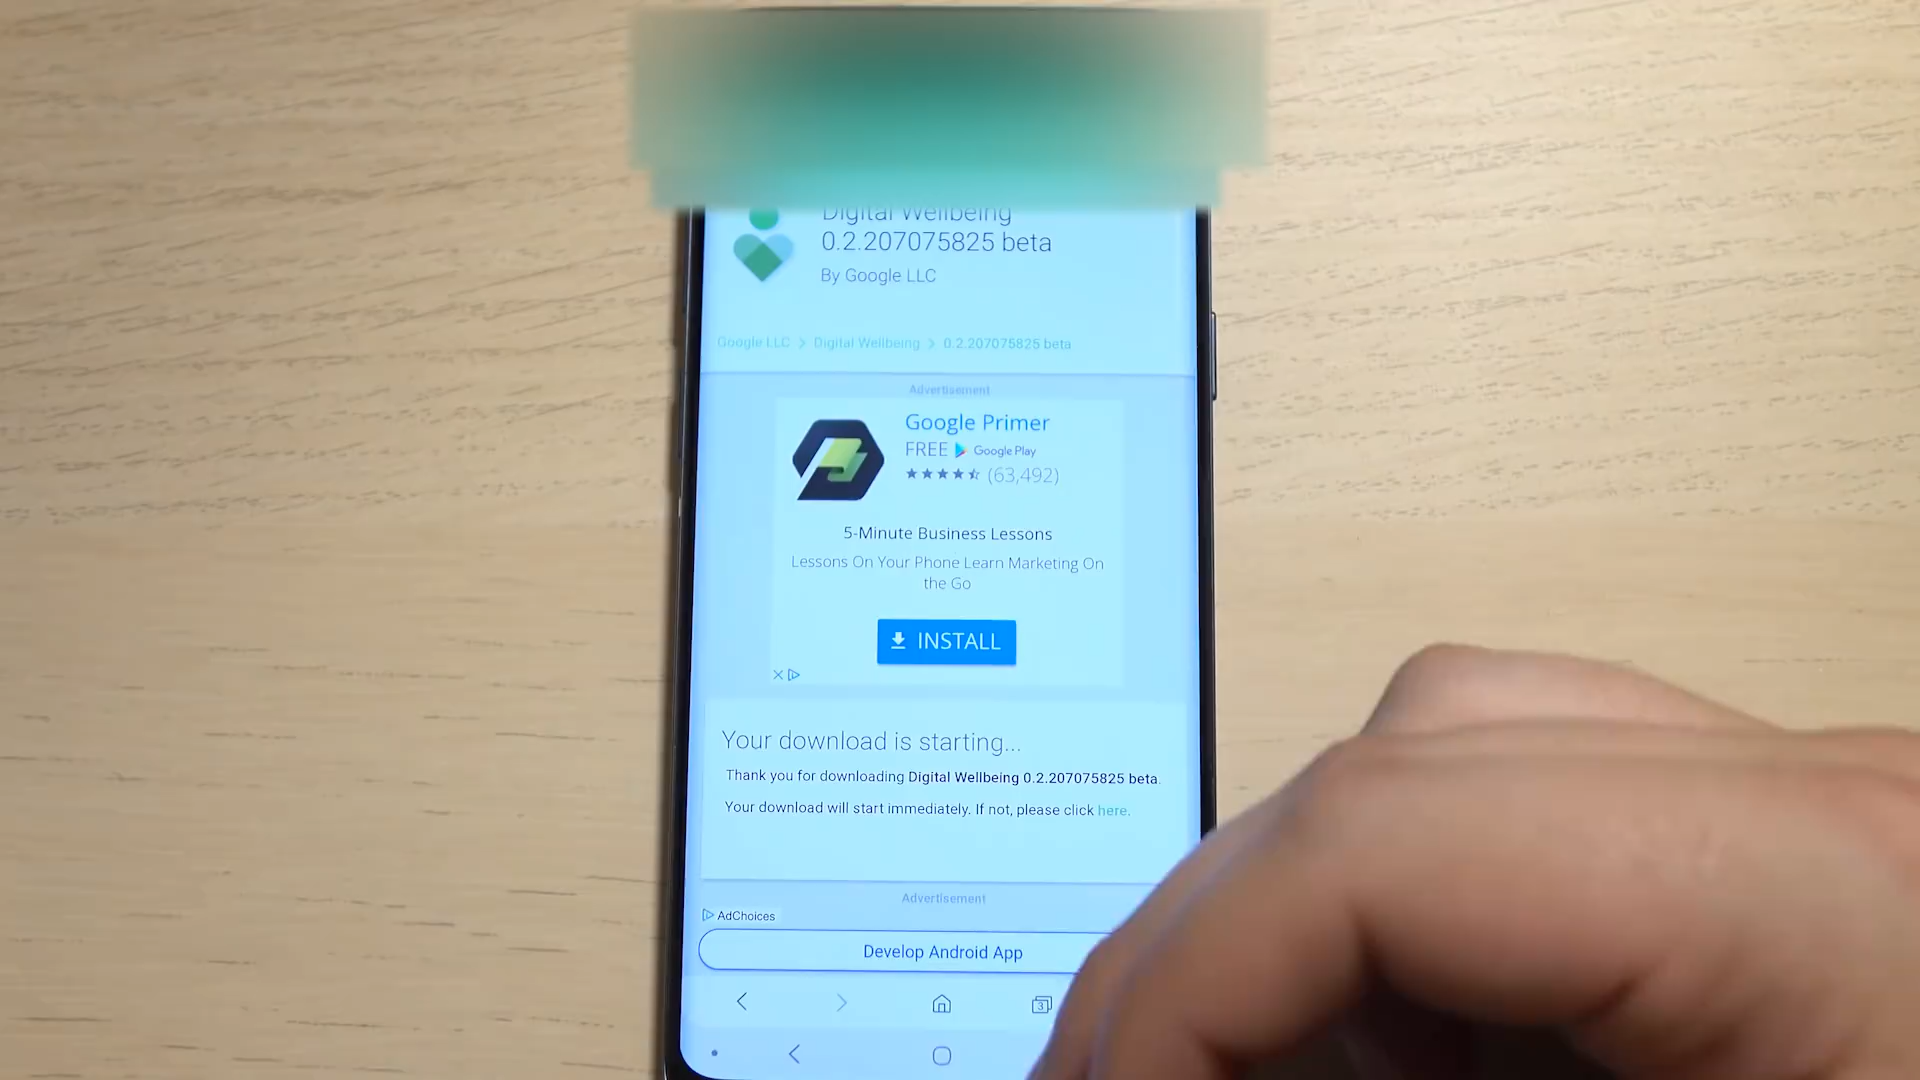 Digital Wellbeing
0.2.207075825 beta
By Google LLC
Google LLC > Digital Wellbeing > 0.2.207075825 beta
Advertisement
Google Primer
FREE Google Play
(63,492)
5-Minute Business Lessons
Lessons On Your Phone Learn Marketing On
the Go
INSTALL
Your download is starting...
Thank you for downloading Digital Wellbeing 0.2.207075825 beta.
Your download will start immediately. If not, please click here.
Advertisement
AdChoices
Develop Android App
3